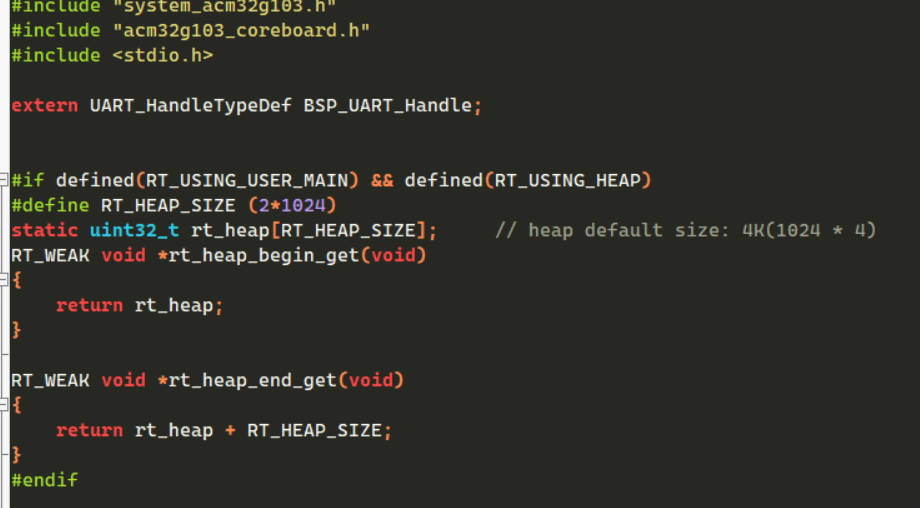 #include "system_acm32g103.h"
#include "acm32g103_coreboard.h"
#include <stdio.h>
extern UART_HandleTypeDef BSP_UART_Handle;
#if defined(RT_USING_USER_MAIN) && defined(RT_USING_HEAP)
#define RT_HEAP_SIZE (2*1024)
static uint32_t rt_heap[RT_HEAP_SIZE];     // heap default size: 4K(1024 * 4)
RT_WEAK void *rt_heap_begin_get(void)
{
    return rt_heap;
}
RT_WEAK void *rt_heap_end_get(void)
{
    return rt_heap + RT_HEAP_SIZE;
}
#endif